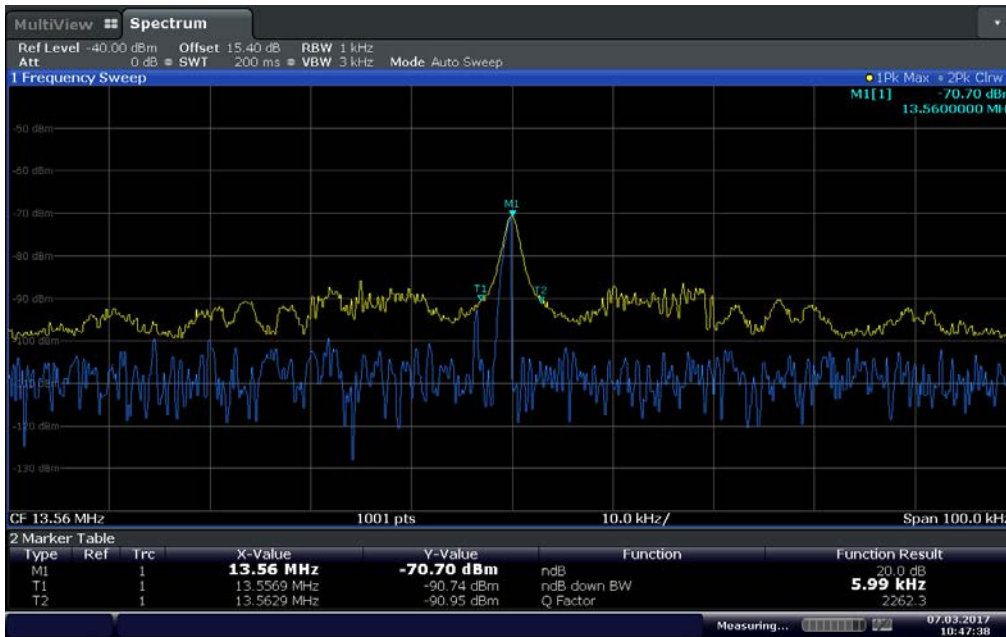 MultiView Spectrum
Ref Level -40.00 dBm Offset 15.40 dB RBW 1 kHz
Att 0 dB SWT 200 ms VBW 3 kHz Mode Auto Sweep
1 Frequency Sweep 1Pk Max 2Pk Clrw
M1[1] -70.70 dBm
13.5600000 MH
-50 dBm
-60 dBm
-70 dBm
M1
-80 dBm
-90 dBm
T1 T2
-100 dBm
-110 dBm
-120 dBm
-130 dBm
CF 13.56 MHz 1001 pts 10.0 kHz/ Span 100.0 kHz
2 Marker Table
Type Ref Trc X-Value Y-Value Function Function Result
M1 1 13.56 MHz -70.70 dBm ndB 20.0 dB
T1 1 13.5569 MHz -90.74 dBm ndB down BW 5.99 kHz
T2 1 13.5629 MHz -90.95 dBm Q Factor 2262.3
Measuring... 07.03.2017
10:47:38